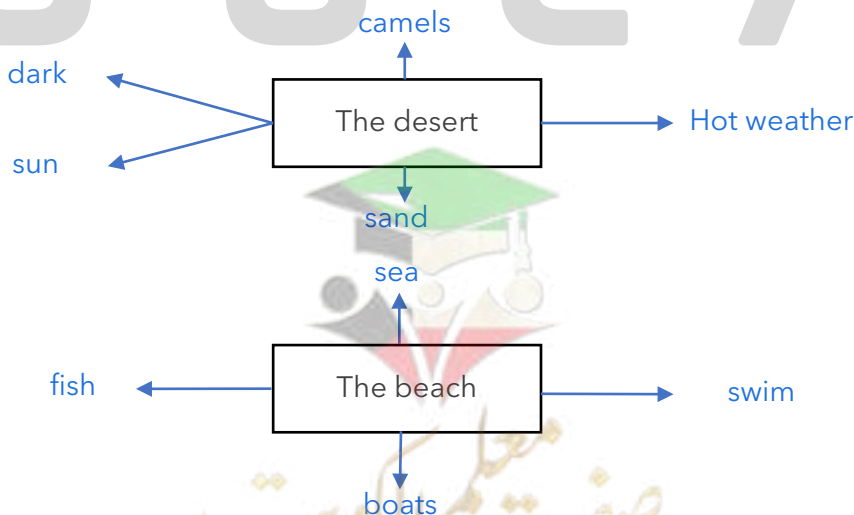 camels
dark
The desert
Hot weather
sun
sand
sea
fish
The beach
swim
boats